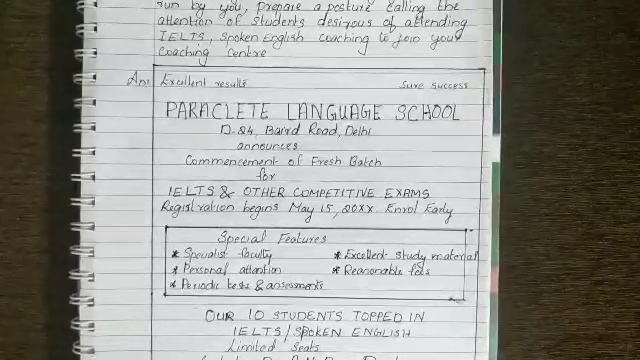 run by you, prepare a posture calling the
attention of students desirous of attending
IELTS, spoken English coaching to join your
coaching centre
Ans Excellent results Sure success
PARACLETE LANGUAGE SCHOOL
D-24, Baird Road, Delhi
announces
Commencement of Fresh Batch
for
IELTS & OTHER COMPETITIVE EXAMS
Registration begins May 15, 20XX. Enrol Early
Special Features
* Specialist faculty * Excellent study material
* Personal attention * Reasonable fees
* Periodic tests & assessments
OUR 10 STUDENTS TOPPED IN
IELTS/SPOKEN ENGLISH
Limited Seats